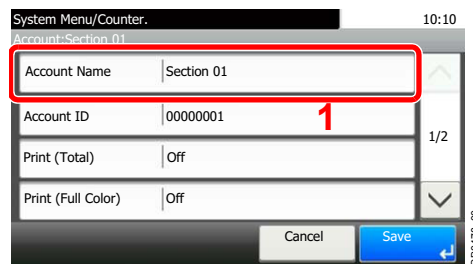 System Menu/Counter. 10:10
Account:Section 01
Account Name Section 01
1
Account ID 00000001
1/2
Print (Total) Off
Print (Full Color) Off
Cancel Save